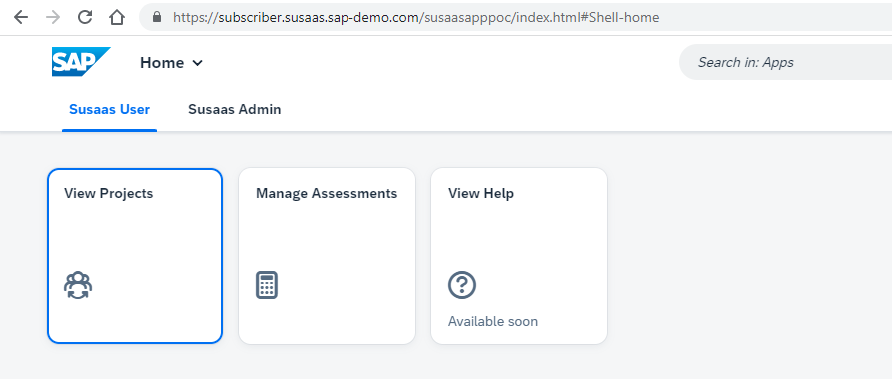 https://subscriber.susaas.sap-demo.com/susaasapppoc/index.html#Shell-home
SAP Home Search in: Apps
Susaas User Susaas Admin
View Projects Manage Assessments View Help
Available soon